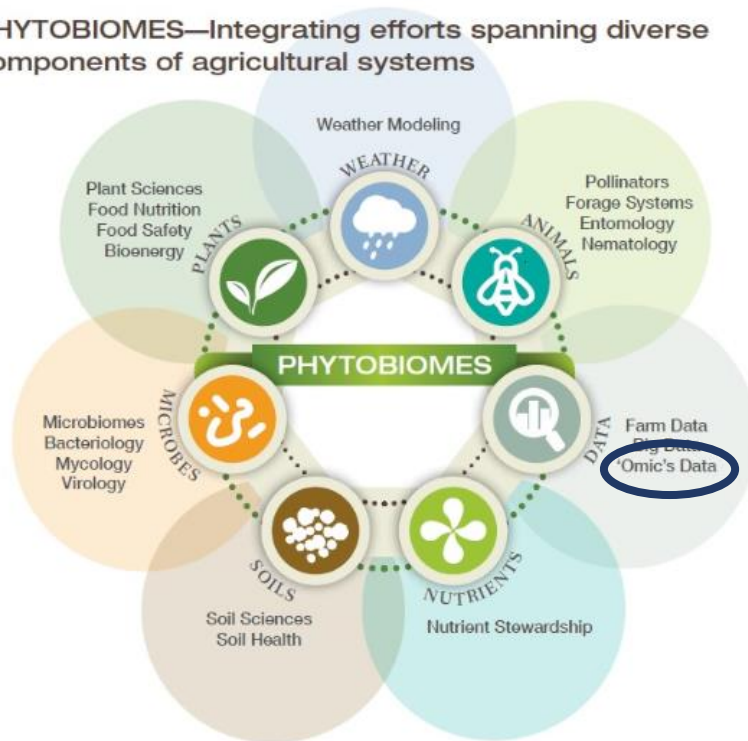 HYTOBIOMES—Integrating efforts spanning diverse
omponents of agricultural systems
Weather Modeling
WEATHER
Plant Sciences
Food Nutrition
Food Safety
Bioenergy
PLANTS
Pollinators
Forage Systems
Entomology
Nematology
ANIMALS
PHYTOBIOMES
Microbiomes
Bacteriology
Mycology
Virology
MICROBES
DATA
Farm Data
Big Data
'Omic's Data
SOILS
Soil Sciences
Soil Health
NUTRIENTS
Nutrient Stewardship